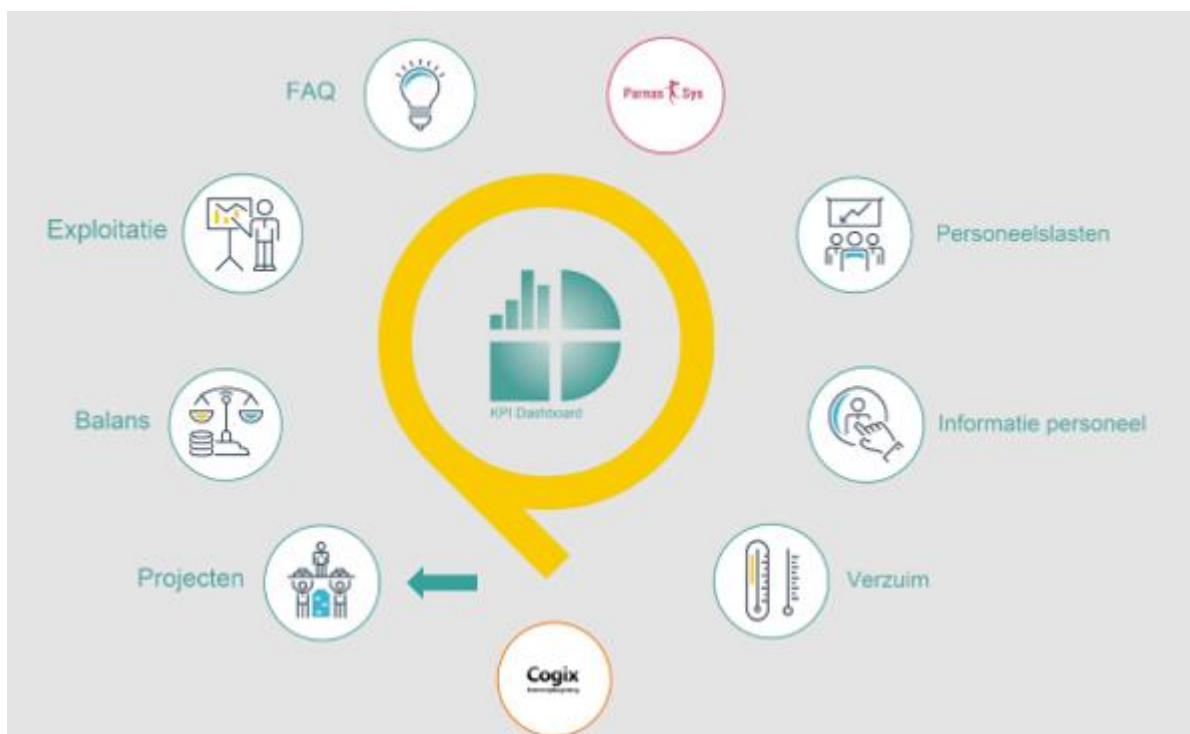 FAQ
Parnas Sys
Exploitatie
Personeelslasten
KPI Dashboard
Balans
Informatie personeel
Projecten
Verzuim
Cogix